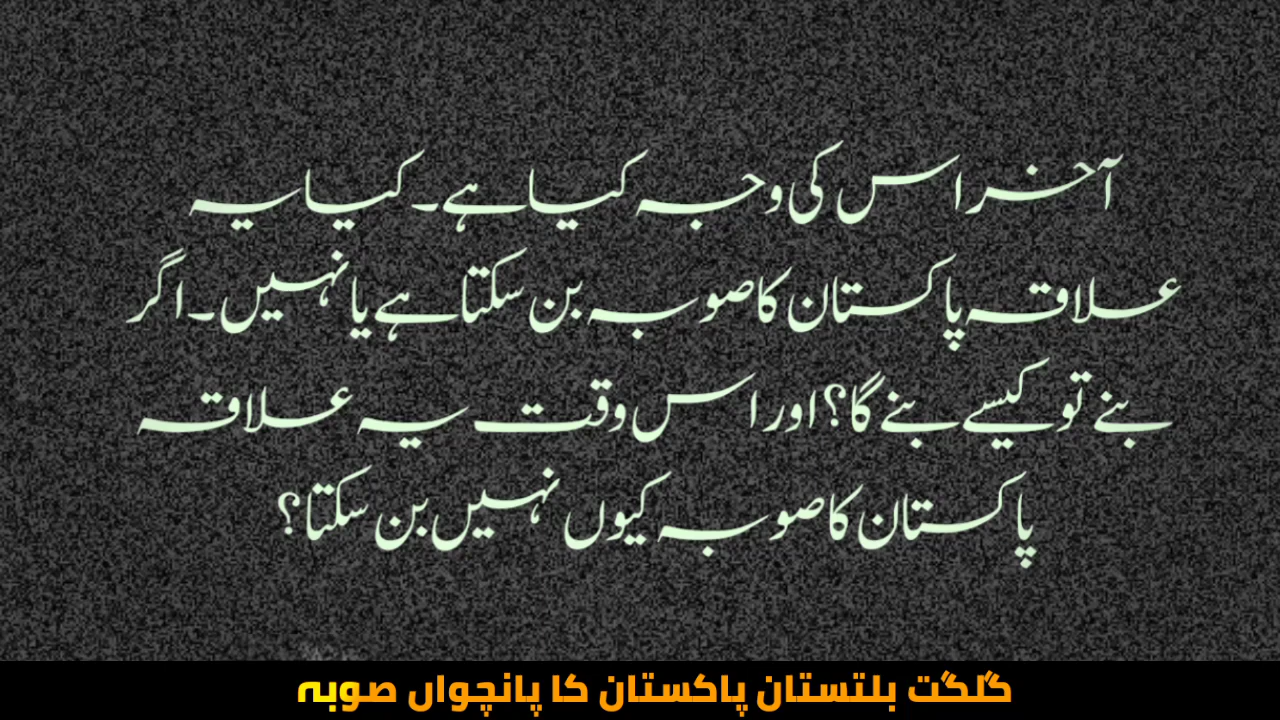 آخر اس کی وجہ کیا ہے۔ کیا یہ
علاقہ پاکستان کا صوبہ بن سکتا ہے یا نہیں۔ اگر
بنے تو کیسے بنے گا؟ اور اس وقت یہ علاقہ
پاکستان کا صوبہ کیوں نہیں بن سکتا؟
گلگت بلتستان پاکستان کا پانچواں صوبہ